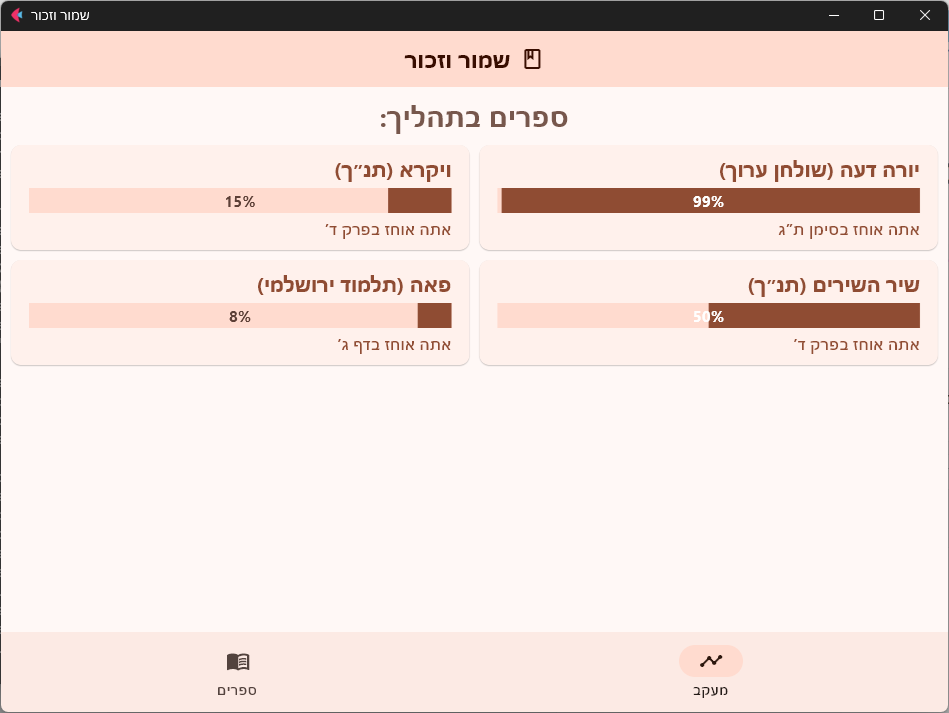 שמור וזכור
שמור וזכור
ספרים בתהליך:
יורה דעה (שולחן ערוך)
99%
אתה אוחז בסימן ת״ג
ויקרא (תנ״ך)
15%
אתה אוחז בפרק ד׳
שיר השירים (תנ״ך)
50%
אתה אוחז בפרק ד׳
פאה (תלמוד ירושלמי)
8%
אתה אוחז בדף ג׳
מעקב
ספרים